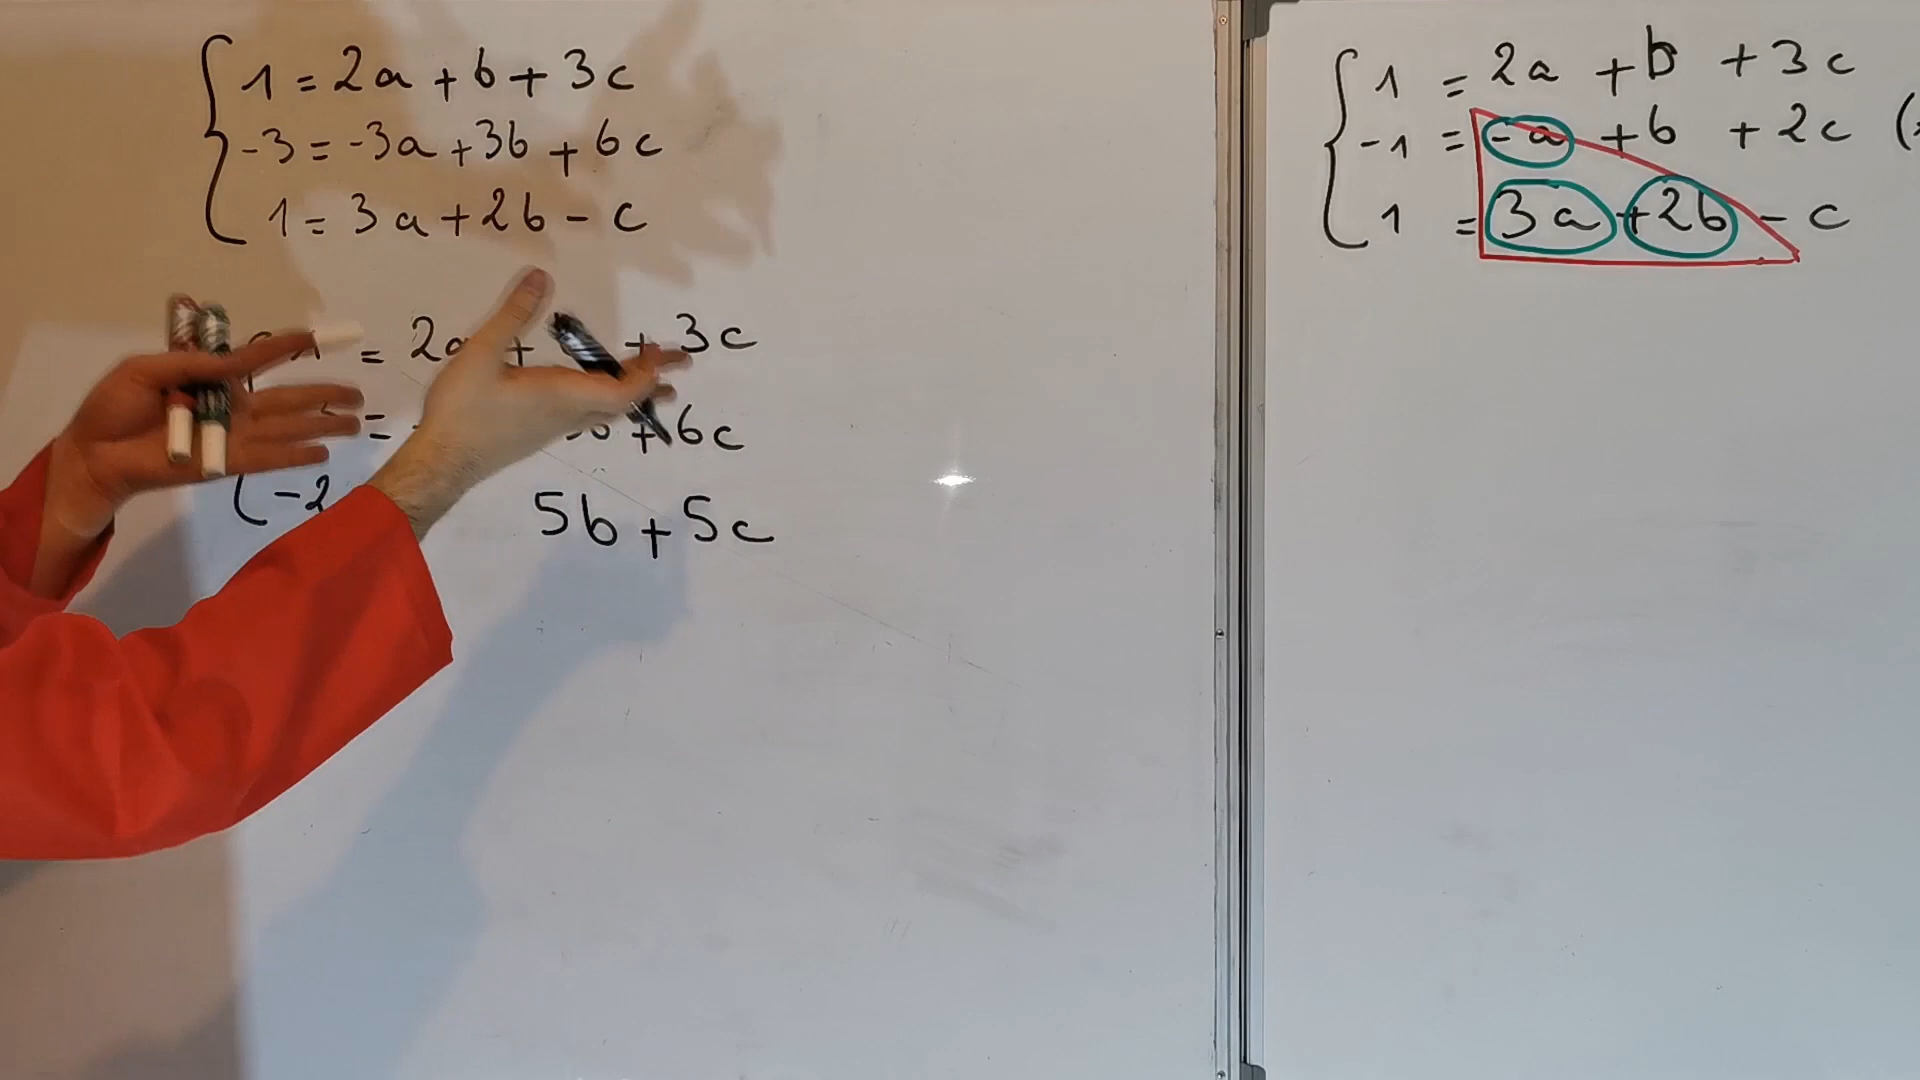 1 = 2a + b + 3c
-3 = -3a + 3b + 6c
1 = 3a + 2b - c
= 2a + + 3c
= + 6c
-2 5b + 5c
1 = 2a + b + 3c
-1 = -a + b + 2c (
1 = 3a + 2b - c